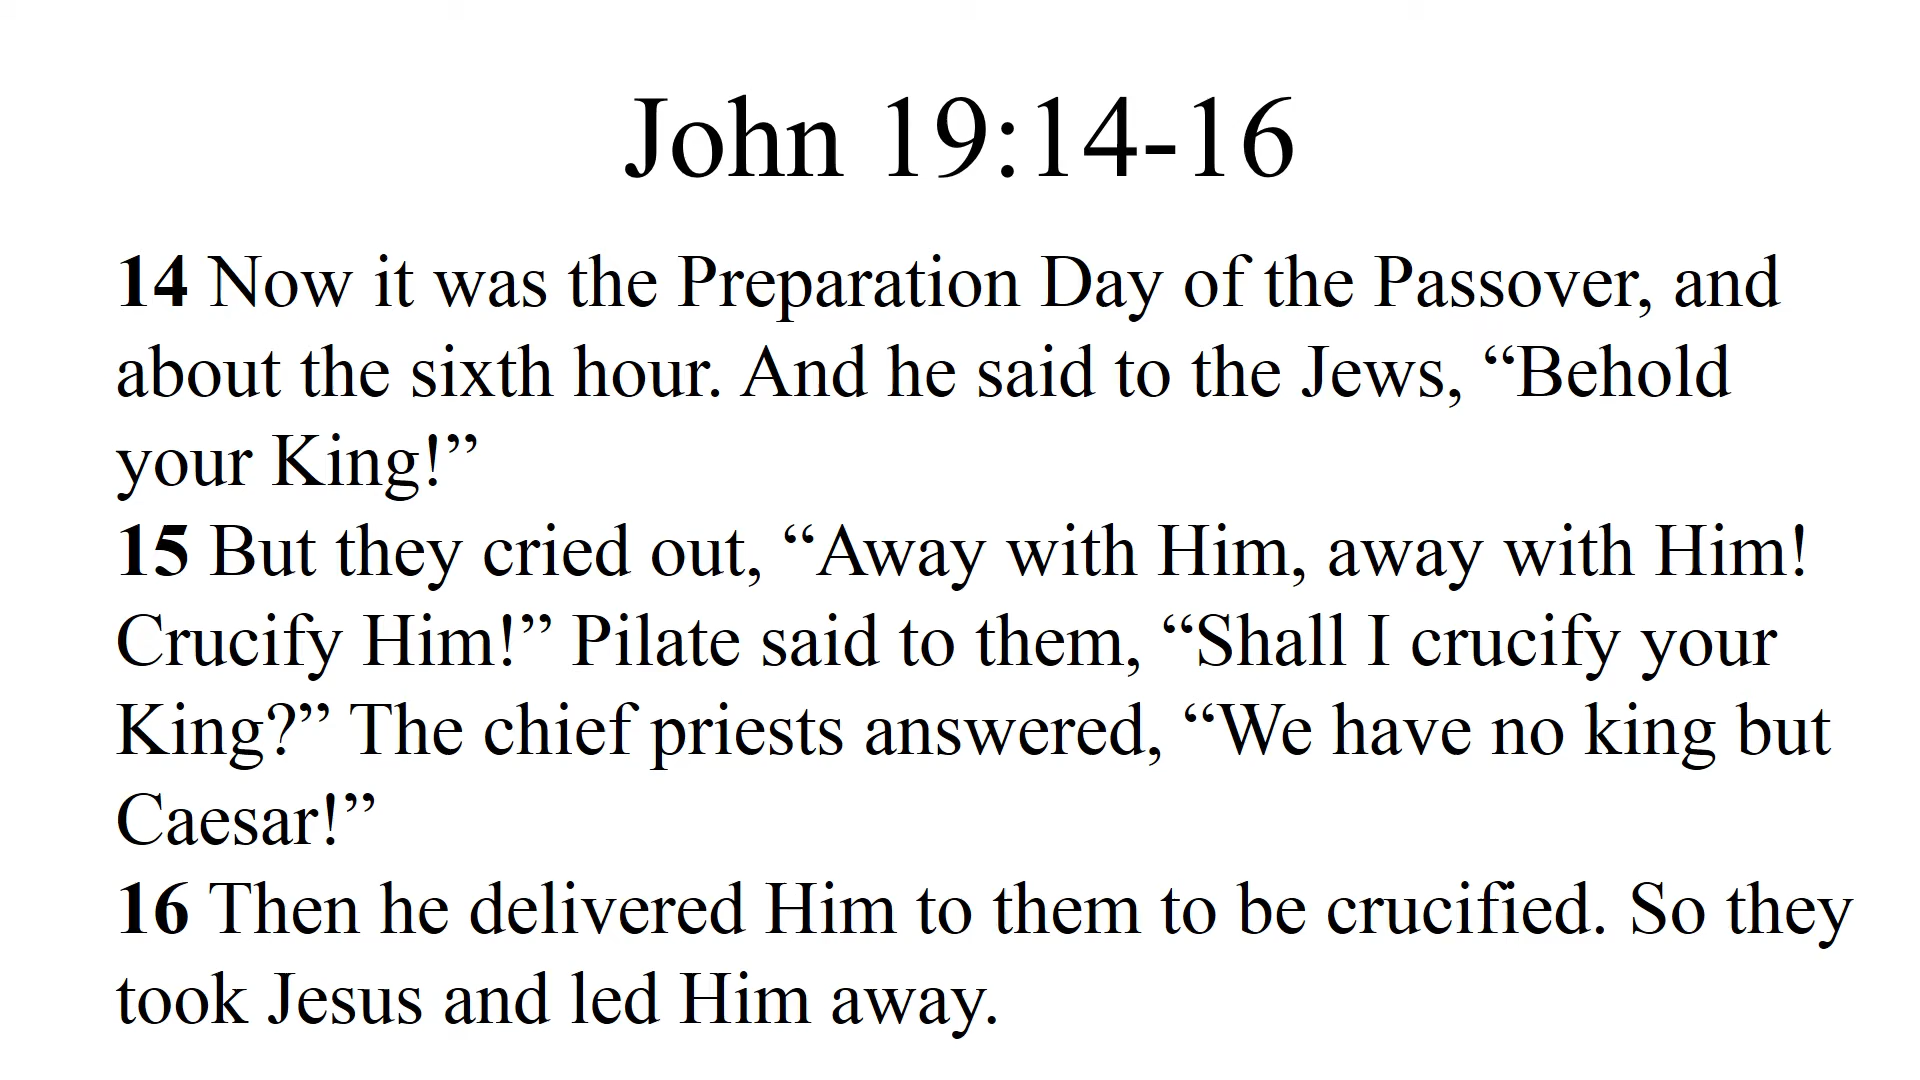 John 19:14-16
14 Now it was the Preparation Day of the Passover, and
about the sixth hour. And he said to the Jews, “Behold
your King!”
15 But they cried out, “Away with Him, away with Him!
Crucify Him!” Pilate said to them, “Shall I crucify your
King?” The chief priests answered, “We have no king but
Caesar!”
16 Then he delivered Him to them to be crucified. So they
took Jesus and led Him away.